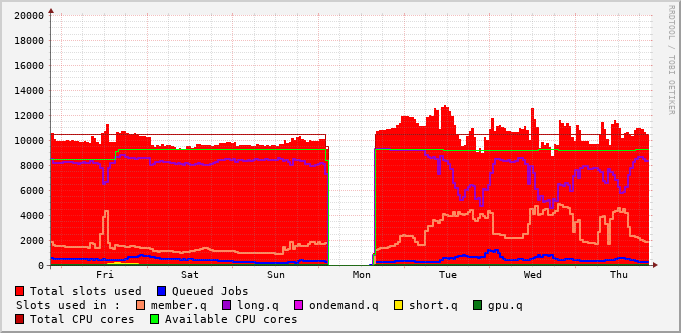 RRDTOOL / TOBI OETIKER
20000
18000
16000
14000
12000
10000
8000
6000
4000
2000
0
Fri Sat Sun Mon Tue Wed Thu
Total slots used Queued Jobs
Slots used in : member.q long.q ondemand.q short.q gpu.q
Total CPU cores Available CPU cores